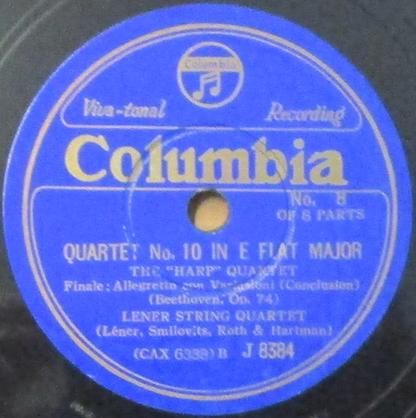 Columbia
Viva-tonal Recording
Columbia
No. 8
OF 8 PARTS
QUARTET No. 10 IN E FLAT MAJOR
THE "HARP" QUARTET
Finale: Allegretto con Variazioni (Conclusion)
(Beethoven, Op. 74)
LENER STRING QUARTET
(Léner, Smilovits, Roth & Hartman)
(CAX 6389) B J 8384